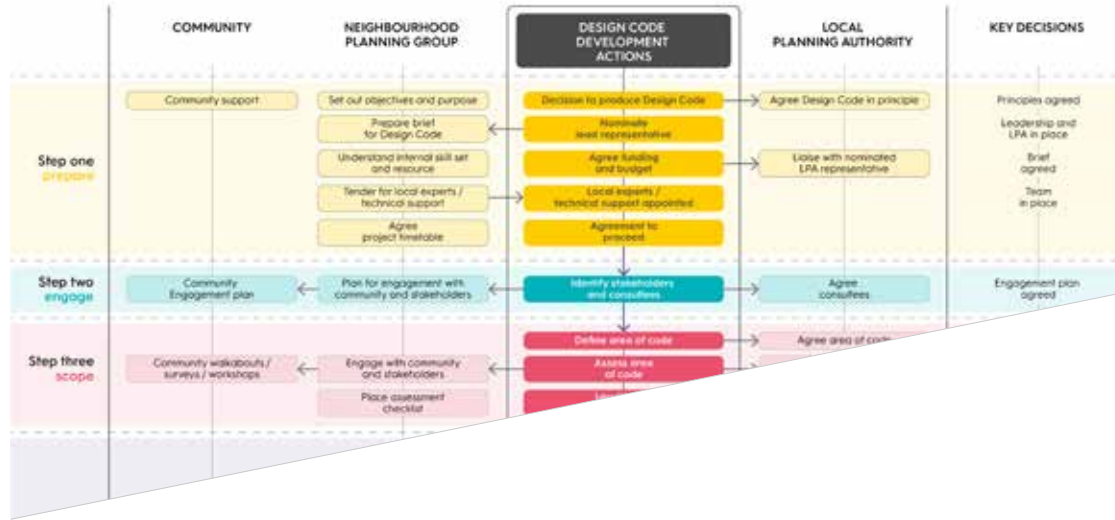 COMMUNITY
NEIGHBOURHOOD
PLANNING GROUP
DESIGN CODE
DEVELOPMENT
ACTIONS
LOCAL
PLANNING AUTHORITY
KEY DECISIONS
Step one
prepare
Community support
Set out objectives and purpose
Decision to produce Design Code
Agree Design Code in principle
Principles agreed
Prepare brief
for Design Code
Nominate
lead representative
Leadership and
LPA in place
Understand internal skill set
and resource
Agree funding
and budget
Liaise with nominated
LPA representative
Brief
agreed
Tender for local experts /
technical support
Local experts /
technical support appointed
Team
in place
Agree
project timetable
Agreement to
proceed
Step two
engage
Community
Engagement plan
Plan for engagement with
community and stakeholders
Identify stakeholders
and consultees
Agree
consultees
Engagement plan
agreed
Step three
scope
Define area of code
Agree area of code
Community walkabouts /
surveys / workshops
Engage with community
and stakeholders
Assess area
of code
Place assessment
checklist